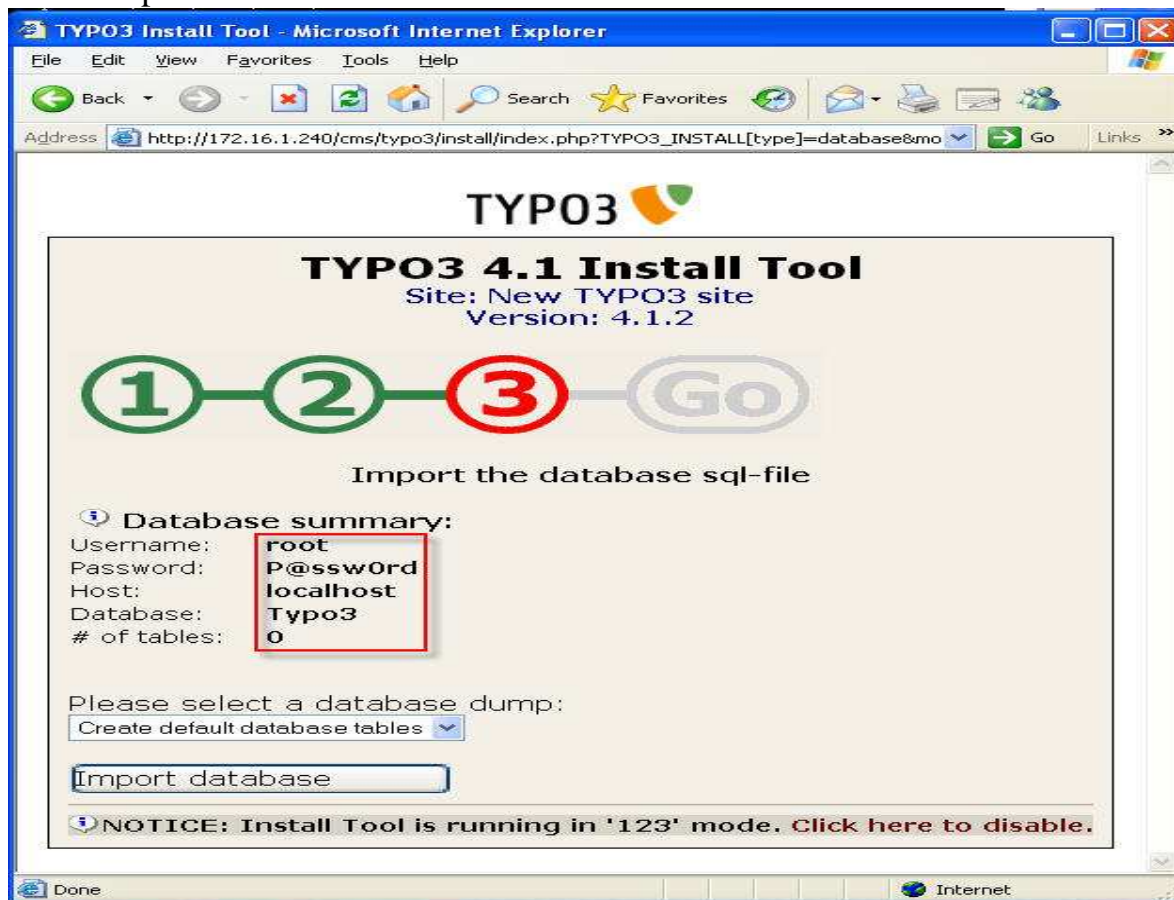 TYPO3 Install Tool - Microsoft Internet Explorer
File Edit View Favorites Tools Help
Back Search Favorites
Address http://172.16.1.240/cms/typo3/install/index.php?TYPO3_INSTALL[type]=database&mo Go Links »
TYPO3
TYPO3 4.1 Install Tool
Site: New TYPO3 site
Version: 4.1.2
1 2 3 Go
Import the database sql-file
Database summary:
Username: root
Password: P@ssw0rd
Host: localhost
Database: Typo3
# of tables: 0
Please select a database dump:
Create default database tables
Import database
NOTICE: Install Tool is running in '123' mode. Click here to disable.
Done Internet